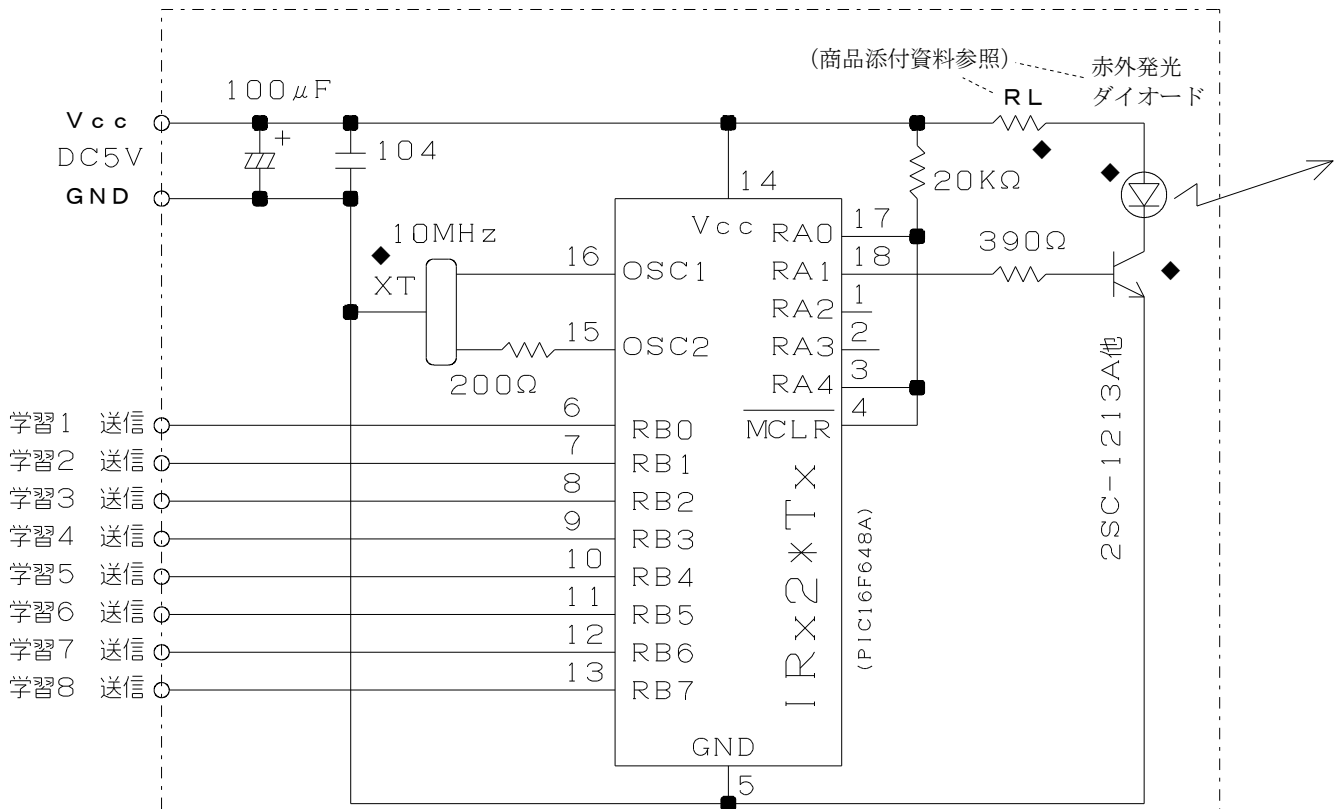 (商品添付資料参照)
赤外発光
ダイオード
RL
100μF
Vcc
DC5V
GND
104
20KΩ
14
Vcc
10MHz
XT
16
OSC1
15
OSC2
200Ω
RA0
17
RA1
18
RA2
1
RA3
2
RA4
3
MCLR
4
390Ω
2SC-1213A他
学習1 送信
6
RB0
学習2 送信
7
RB1
学習3 送信
8
RB2
学習4 送信
9
RB3
学習5 送信
10
RB4
学習6 送信
11
RB5
学習7 送信
12
RB6
学習8 送信
13
RB7
IRx2*Tx
(PIC16F648A)
GND
5